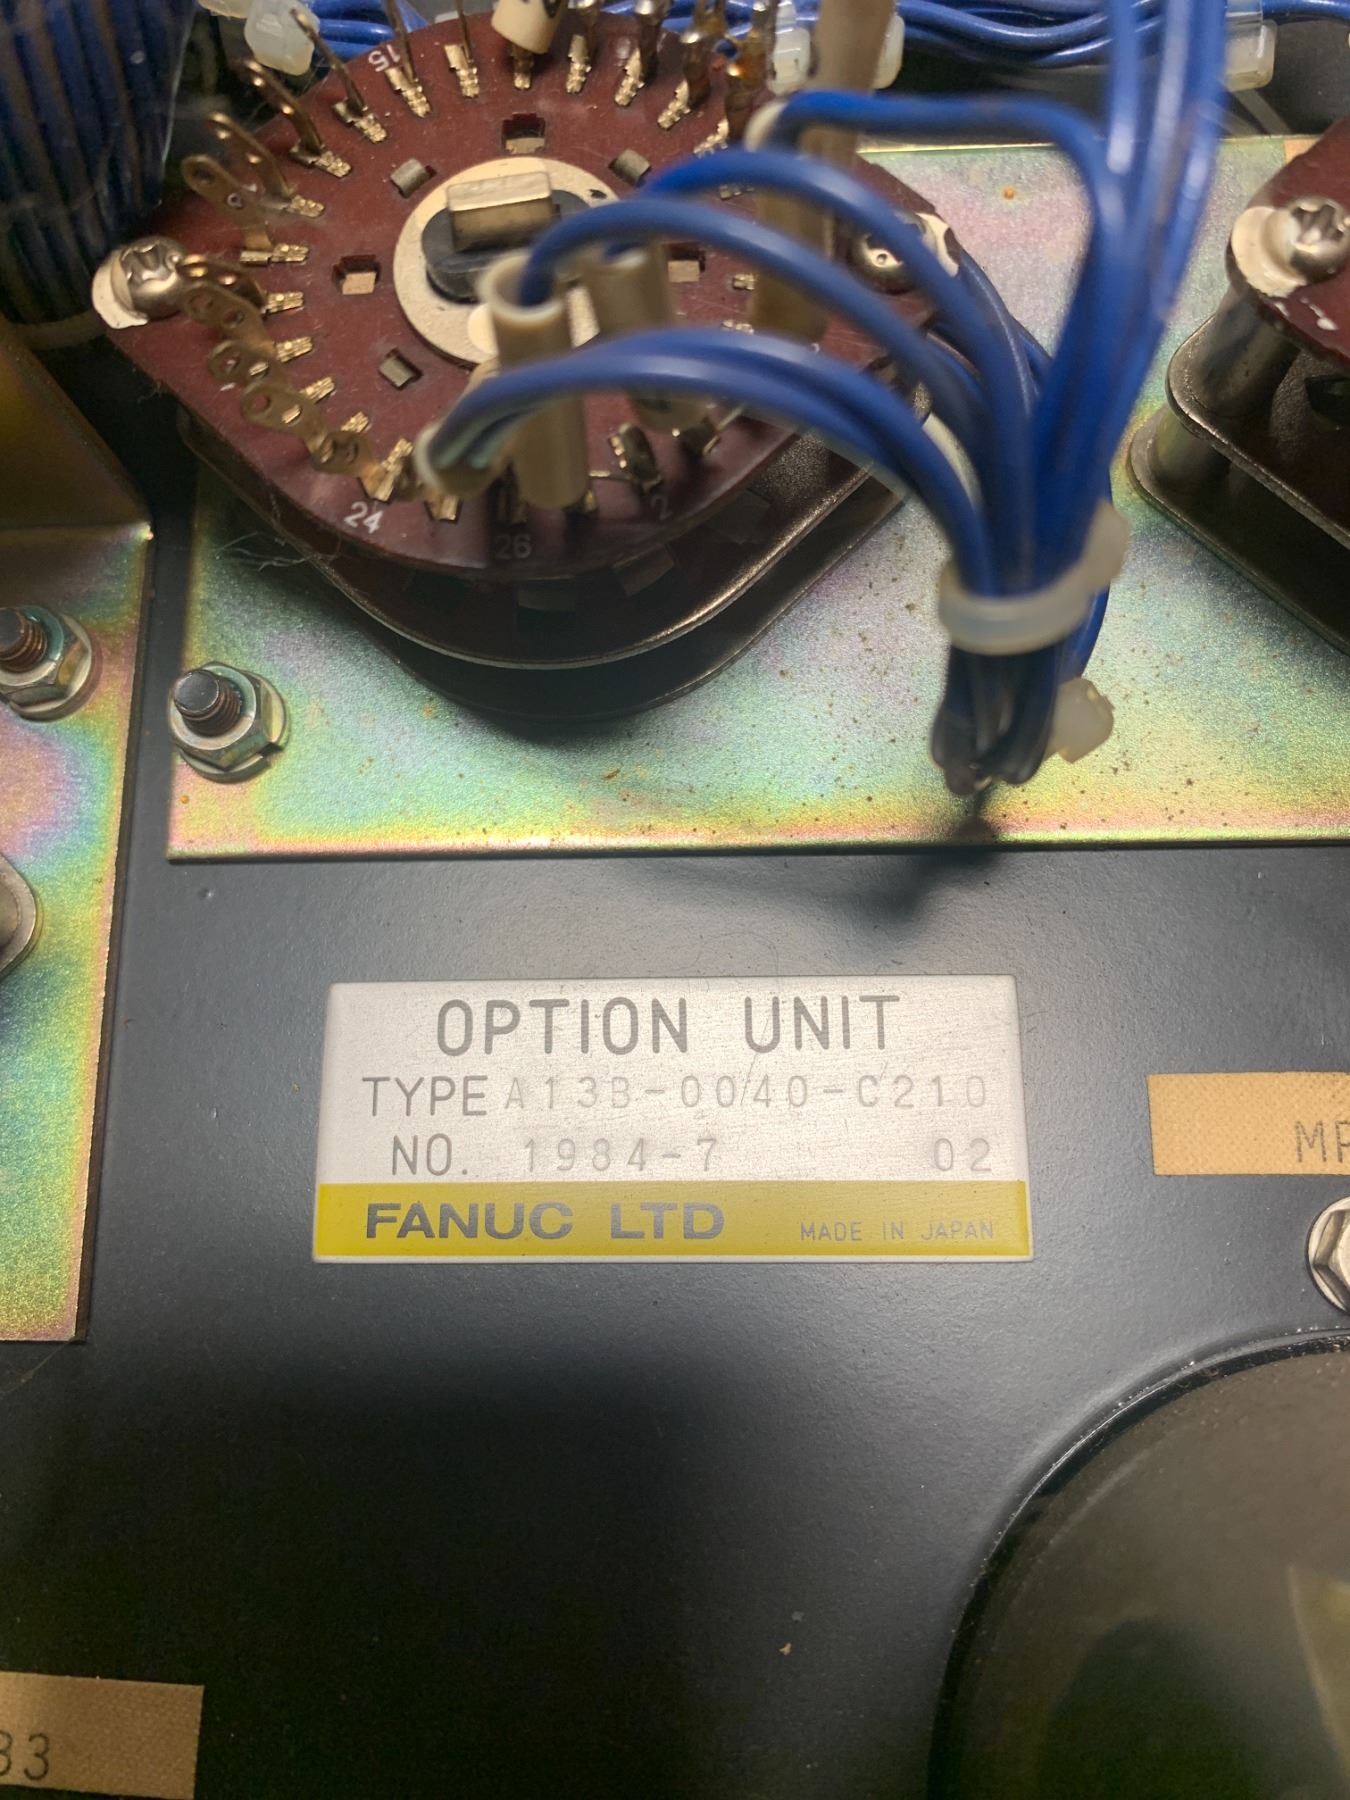 15
24
26
2
OPTION UNIT
TYPE A13B-0040-C210
NO. 1984-7 02
FANUC LTD MADE IN JAPAN
MP
33